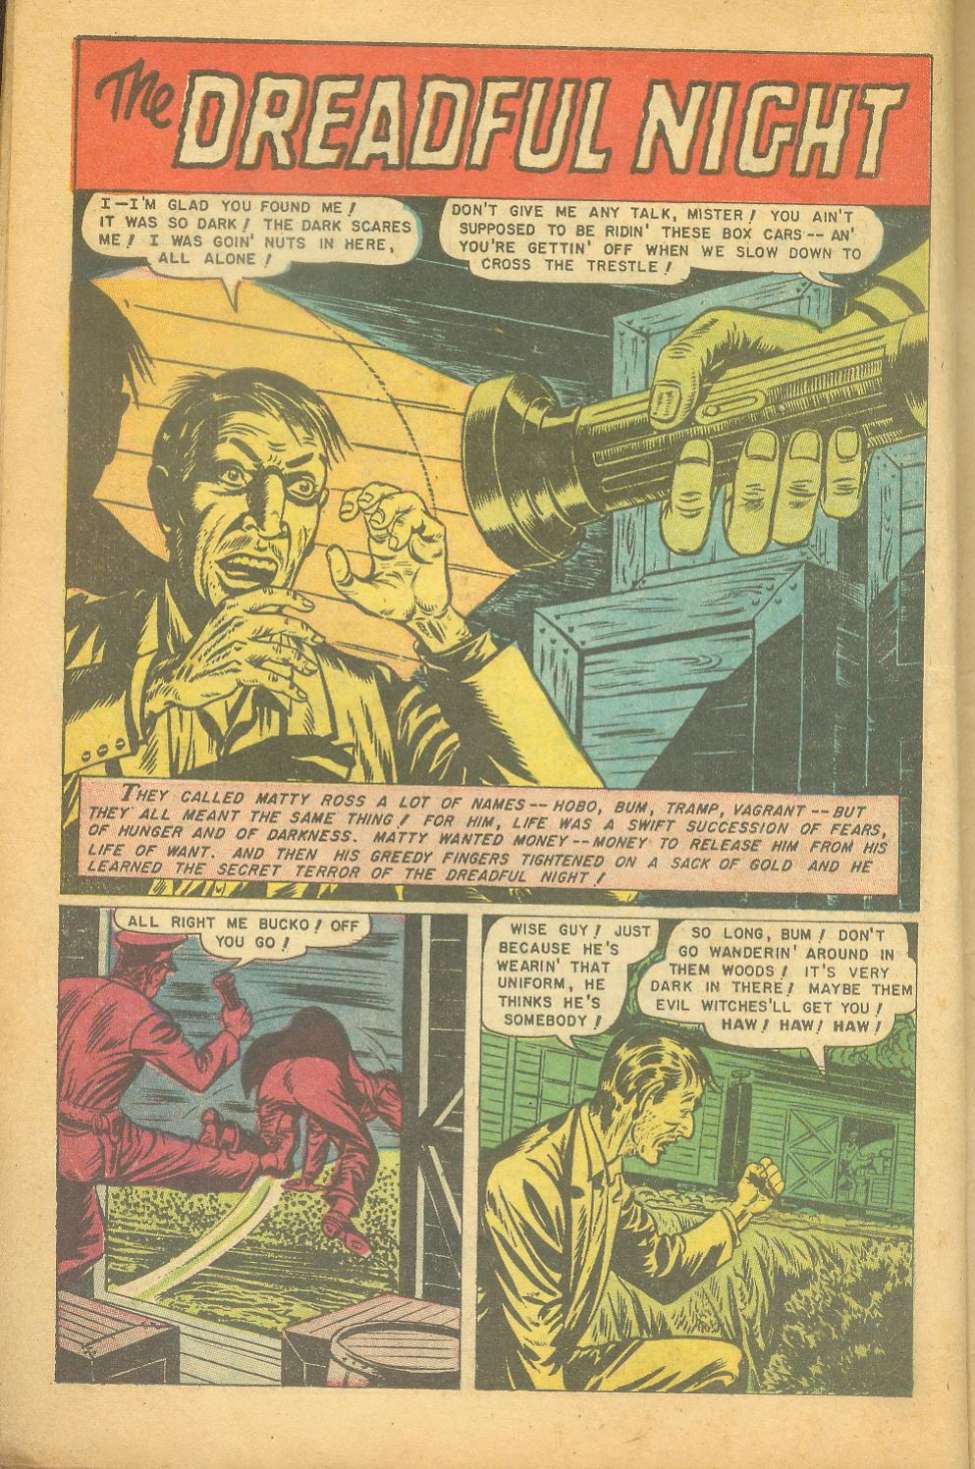 The DREADFUL NIGHT
I--I'M GLAD YOU FOUND ME!
IT WAS SO DARK! THE DARK SCARES
ME! I WAS GOIN' NUTS IN HERE,
ALL ALONE!
DON'T GIVE ME ANY TALK, MISTER! YOU AIN'T
SUPPOSED TO BE RIDIN' THESE BOX CARS -- AN'
YOU'RE GETTIN' OFF WHEN WE SLOW DOWN TO
CROSS THE TRESTLE!
THEY CALLED MATTY ROSS A LOT OF NAMES -- HOBO, BUM, TRAMP, VAGRANT -- BUT
THEY ALL MEANT THE SAME THING! FOR HIM, LIFE WAS A SWIFT SUCCESSION OF FEARS,
OF HUNGER AND OF DARKNESS. MATTY WANTED MONEY -- MONEY TO RELEASE HIM FROM HIS
LIFE OF WANT. AND THEN HIS GREEDY FINGERS TIGHTENED ON A SACK OF GOLD AND HE
LEARNED THE SECRET TERROR OF THE DREADFUL NIGHT!
ALL RIGHT ME BUCKO! OFF
YOU GO!
WISE GUY! JUST
BECAUSE HE'S
WEARIN' THAT
UNIFORM, HE
THINKS HE'S
SOMEBODY!
SO LONG, BUM! DON'T
GO WANDERIN' AROUND IN
THEM WOODS! IT'S VERY
DARK IN THERE! MAYBE THEM
EVIL WITCHES'LL GET YOU!
HAW! HAW! HAW!